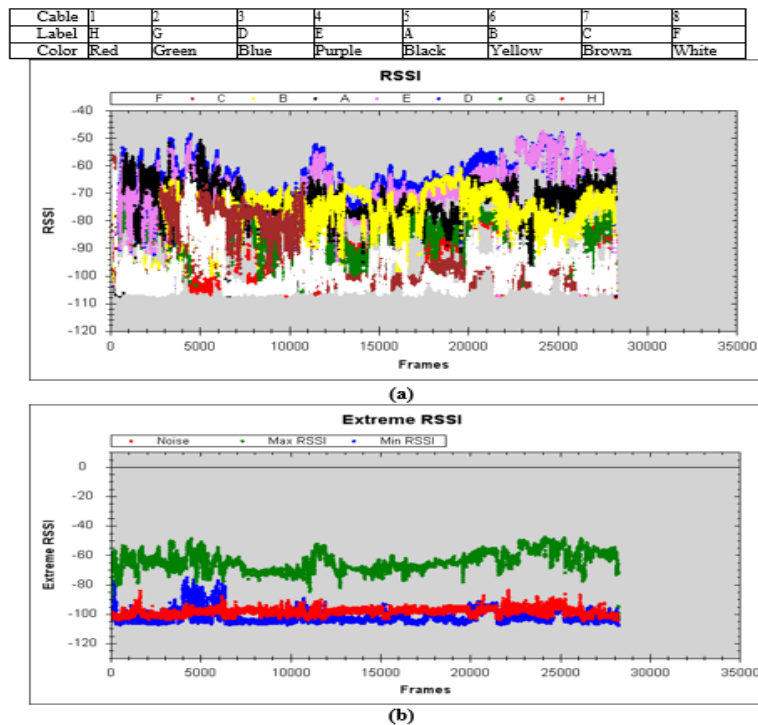 Cable 1 2 3 4 5 6 7 8
Label H G D E A B C F
Color Red Green Blue Purple Black Yellow Brown White
RSSI
F C B A E D G H
-40
-50
-60
-70
-80
-90
-100
-110
-120
RSSI
0 5000 10000 15000 20000 25000 30000 35000
Frames
(a)
Extreme RSSI
Noise Max RSSI Min RSSI
0
-20
-40
-60
-80
-100
-120
Extreme RSSI
0 5000 10000 15000 20000 25000 30000 35000
Frames
(b)